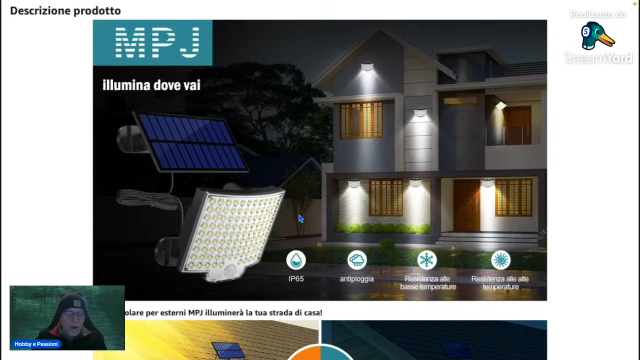 Descrizione prodotto
Realizzato da
StreamYard
MPJ
illumina dove vai
IP65
antipioggia
Resistenza alle basse temperature
Resistenza alle alte temperature
olare per esterni MPJ illuminerà la tua strada di casa!
Hobby e Passioni